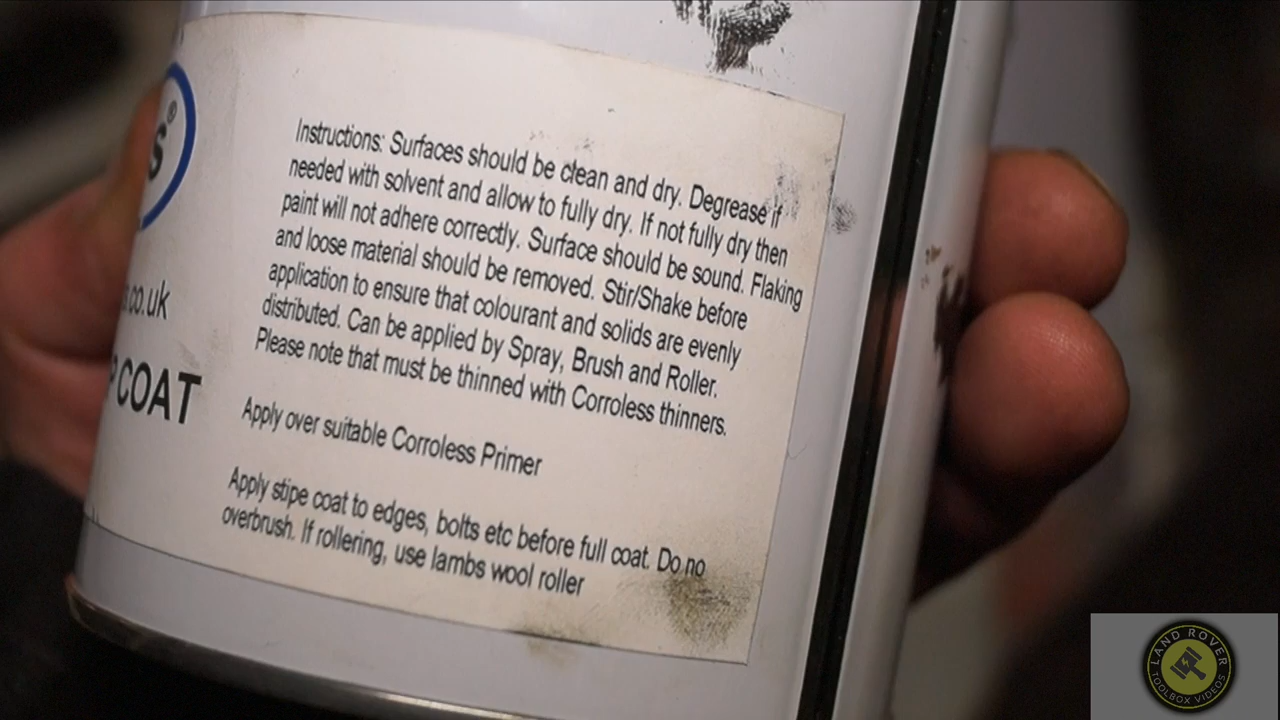 Instructions: Surfaces should be clean and dry. Degrease if
needed with solvent and allow to fully dry. If not fully dry then
paint will not adhere correctly. Surface should be sound. Flaking
and loose material should be removed. Stir/Shake before
application to ensure that colourant and solids are evenly
distributed. Can be applied by Spray, Brush and Roller.
Please note that must be thinned with Corroless thinners.
Apply over suitable Corroless Primer
Apply stipe coat to edges, bolts etc before full coat. Do no
overbrush. If rollering, use lambs wool roller
s®
.co.uk
P COAT
LAND ROVER
TOOLBOX VIDEOS